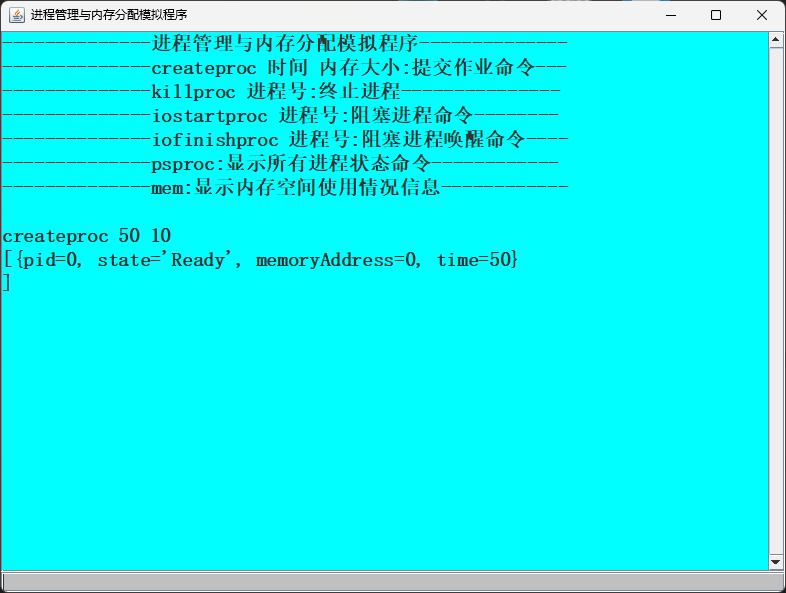 进程管理与内存分配模拟程序
--------------进程管理与内存分配模拟程序--------------
--------------createproc 时间 内存大小:提交作业命令---
--------------killproc 进程号:终止进程---------------
--------------iostartproc 进程号:阻塞进程命令--------
--------------iofinishproc 进程号:阻塞进程唤醒命令----
--------------psproc:显示所有进程状态命令------------
--------------mem:显示内存空间使用情况信息------------
createproc 50 10
[{pid=0, state='Ready', memoryAddress=0, time=50}
]